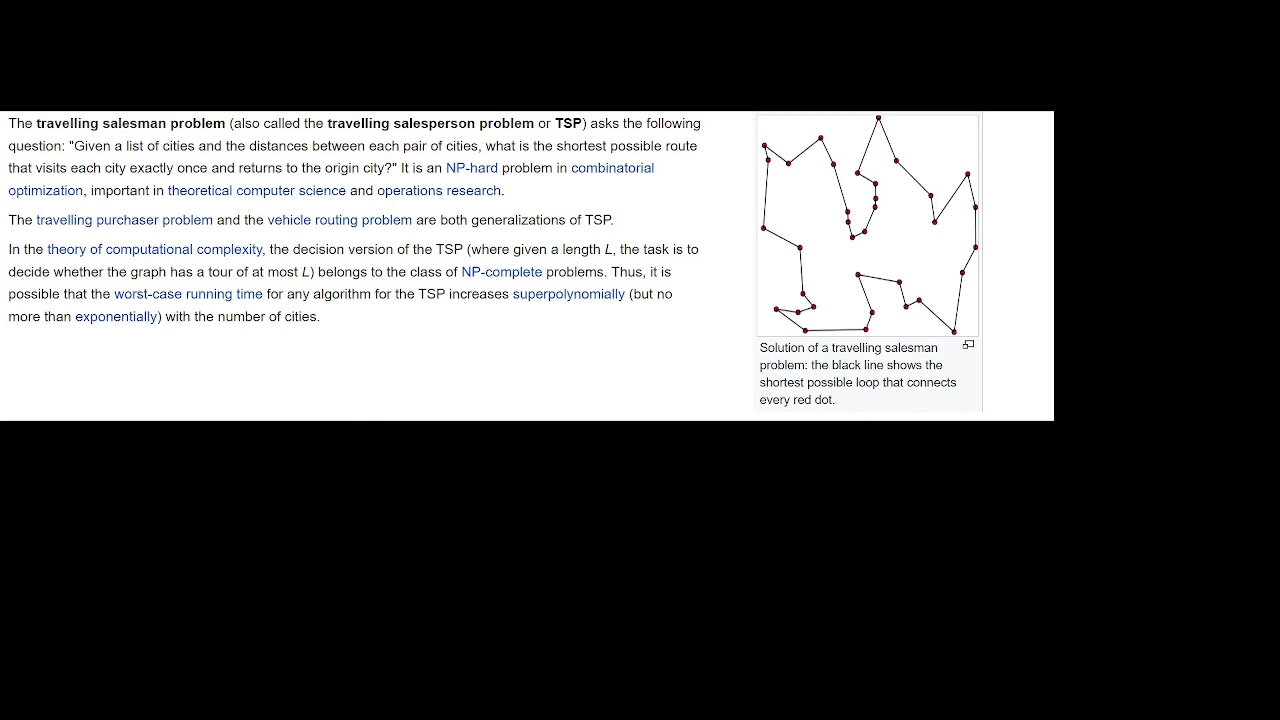 The travelling salesman problem (also called the travelling salesperson problem or TSP) asks the following
question: "Given a list of cities and the distances between each pair of cities, what is the shortest possible route
that visits each city exactly once and returns to the origin city?" It is an NP-hard problem in combinatorial
optimization, important in theoretical computer science and operations research.
The travelling purchaser problem and the vehicle routing problem are both generalizations of TSP.
In the theory of computational complexity, the decision version of the TSP (where given a length L, the task is to
decide whether the graph has a tour of at most L) belongs to the class of NP-complete problems. Thus, it is
possible that the worst-case running time for any algorithm for the TSP increases superpolynomially (but no
more than exponentially) with the number of cities.
Solution of a travelling salesman
problem: the black line shows the
shortest possible loop that connects
every red dot.